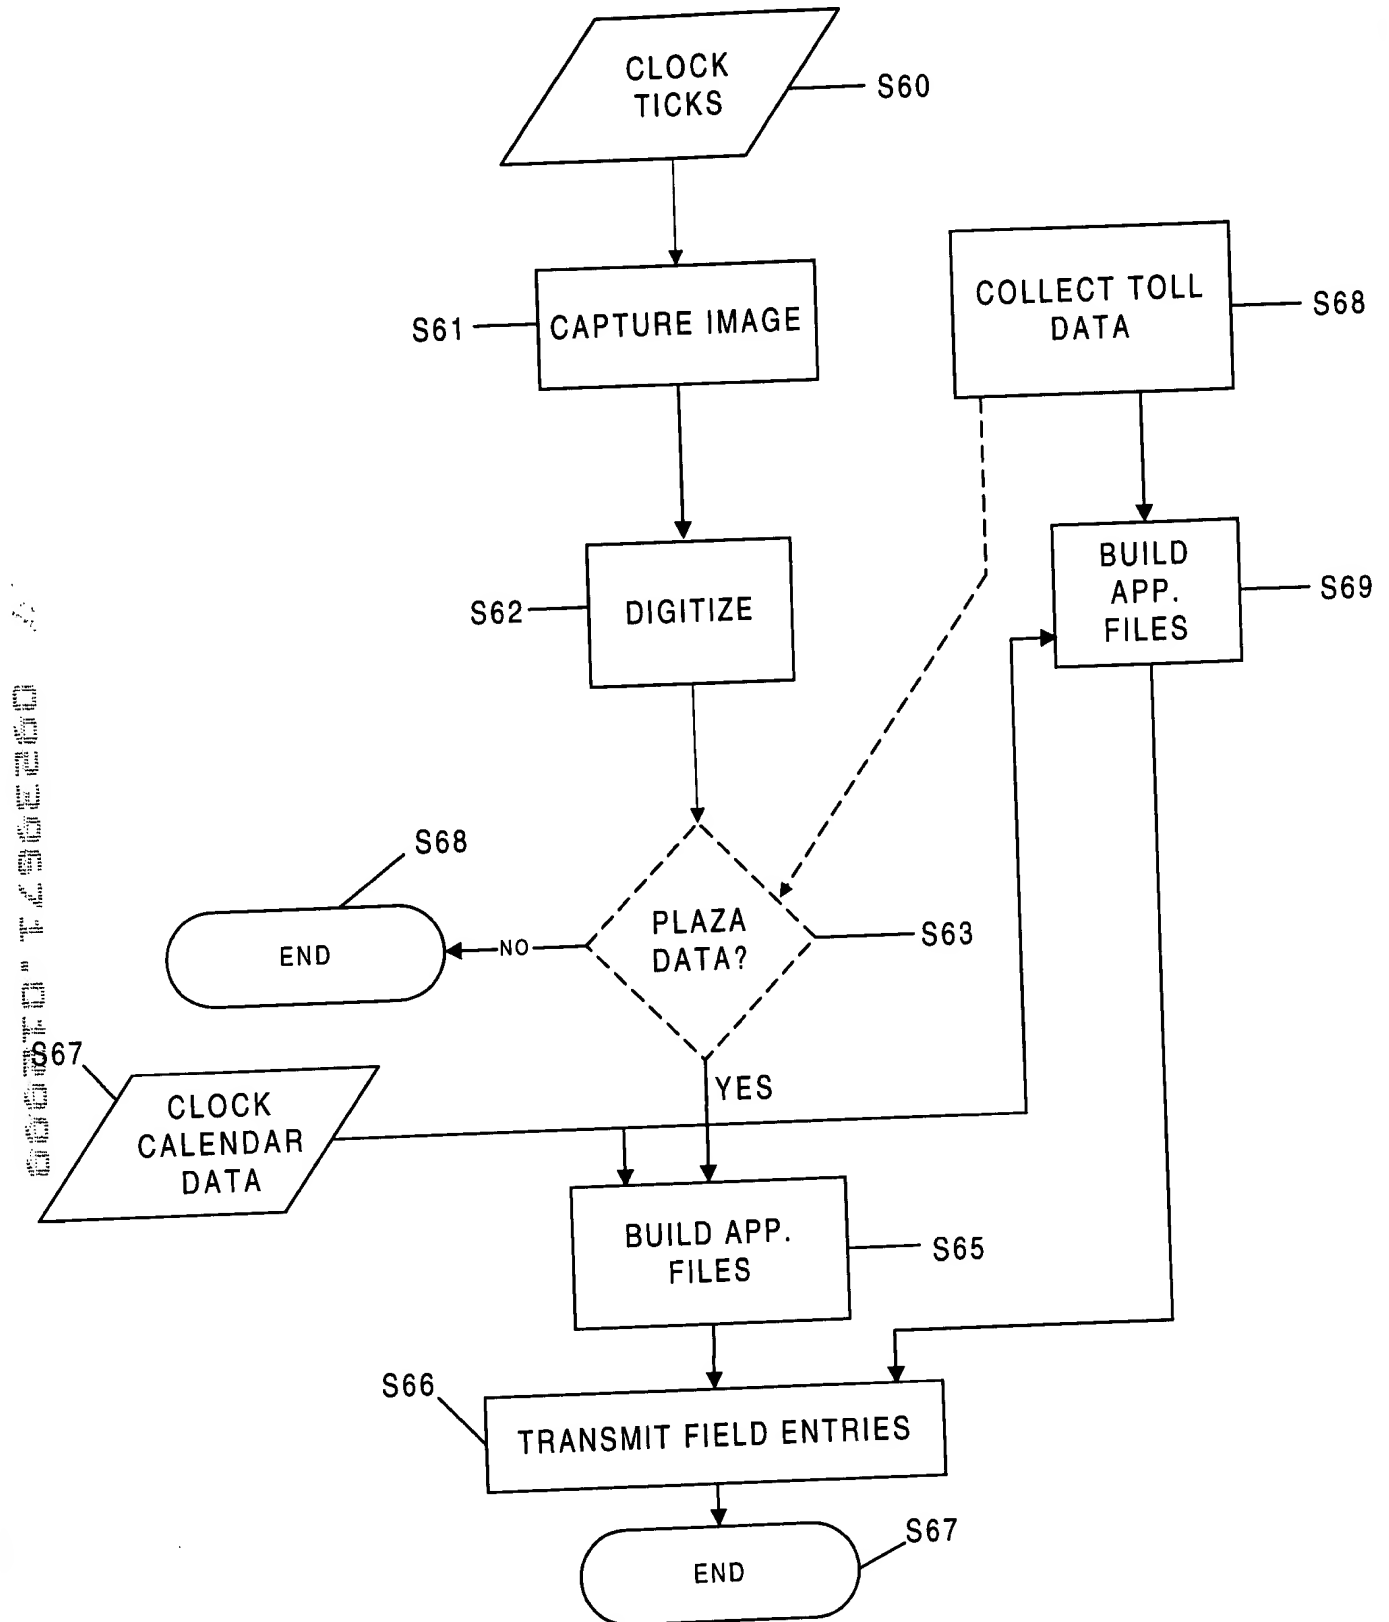 CLOCK
TICKS
S60
COLLECT TOLL
DATA
S68
S61
CAPTURE IMAGE
BUILD
APP.
FILES
S69
S62
DIGITIZE
S68
END
NO
PLAZA
DATA?
S63
S67
YES
CLOCK
CALENDAR
DATA
BUILD APP.
FILES
S65
S66
TRANSMIT FIELD ENTRIES
S67
END